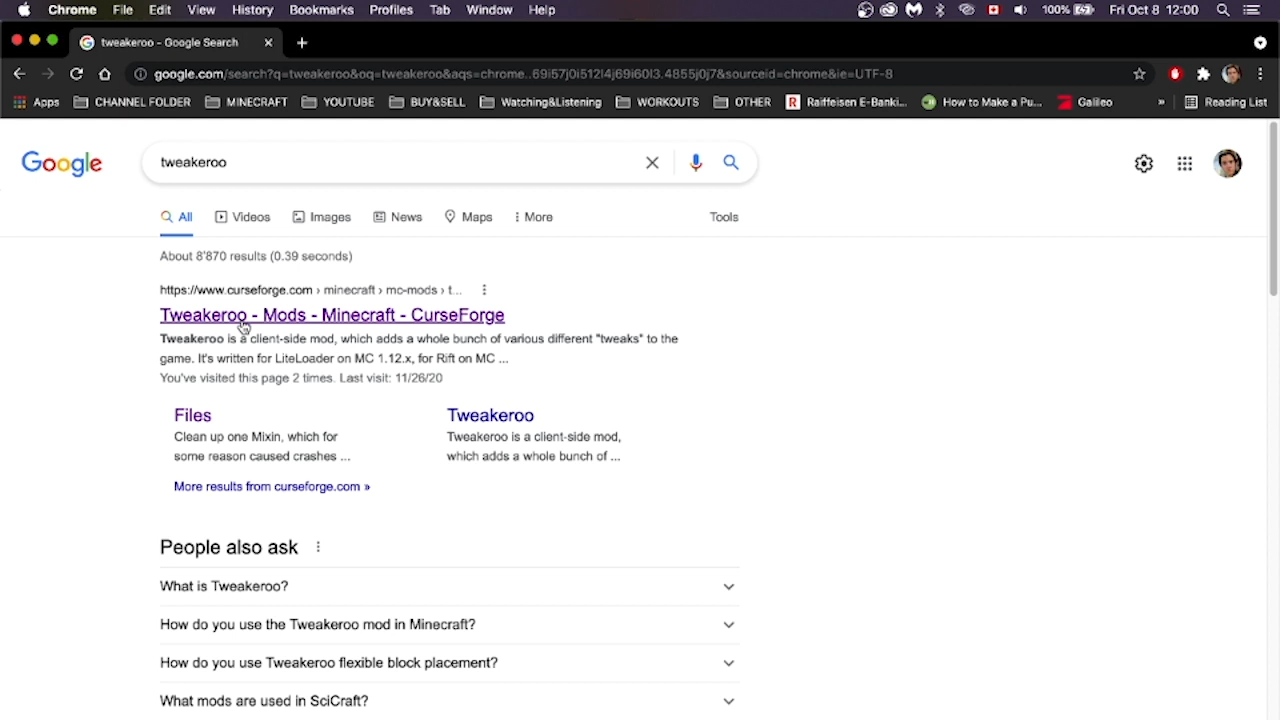 Chrome File Edit View History Bookmarks Profiles Tab Window Help 100% Fri Oct 8 12:00
tweakeroo - Google Search
google.com/search?q=tweakeroo&oq=tweakeroo&aqs=chrome..69i57j0i512l4j69i60l3.4855j0j7&sourceid=chrome&ie=UTF-8
Apps CHANNEL FOLDER MINECRAFT YOUTUBE BUY&SELL Watching&Listening WORKOUTS OTHER R Raiffeisen E-Banki... How to Make a Pu... Galileo » Reading List
Google tweakeroo
All Videos Images News Maps More Tools
About 8'870 results (0.39 seconds)
https://www.curseforge.com › minecraft › mc-mods › t...
Tweakeroo - Mods - Minecraft - CurseForge
Tweakeroo is a client-side mod, which adds a whole bunch of various different "tweaks" to the
game. It's written for LiteLoader on MC 1.12.x, for Rift on MC ...
You've visited this page 2 times. Last visit: 11/26/20
Files Tweakeroo
Clean up one Mixin, which for Tweakeroo is a client-side mod,
some reason caused crashes ... which adds a whole bunch of ...
More results from curseforge.com »
People also ask
What is Tweakeroo?
How do you use the Tweakeroo mod in Minecraft?
How do you use Tweakeroo flexible block placement?
What mods are used in SciCraft?